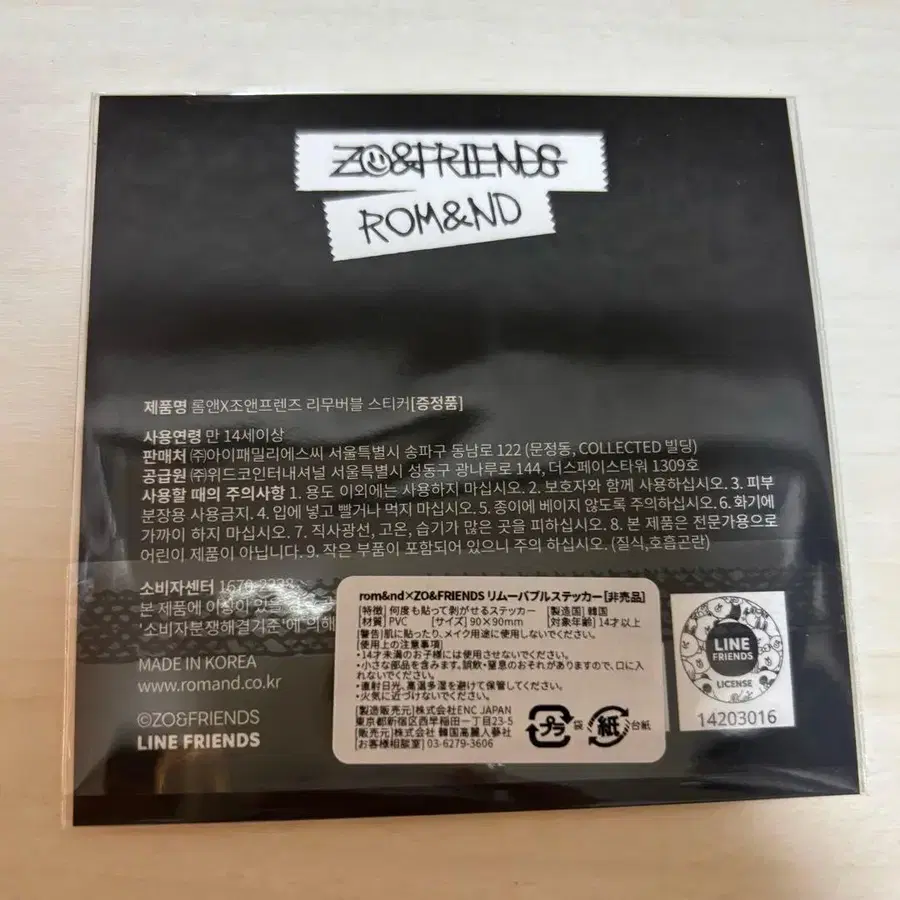 ZO&FRIENDS
ROM&ND
제품명 롬앤X조앤프렌즈 리무버블 스티커[증정품]
사용연령 만 14세이상
판매처 ㈜아이패밀리에스씨 서울특별시 송파구 동남로 122 (문정동, COLLECTED 빌딩)
공급원 ㈜위드코인터내셔널 서울특별시 성동구 광나루로 144, 더스페이스타워 1309호
사용할 때의 주의사항 1. 용도 이외에는 사용하지 마십시오. 2. 보호자와 함께 사용하십시오. 3. 피부
분장용 사용금지. 4. 입에 넣고 빨거나 먹지 마십시오. 5. 종이에 베이지 않도록 주의하십시오. 6. 화기에
가까이 하지 마십시오. 7. 직사광선, 고온, 습기가 많은 곳을 피하십시오. 8. 본 제품은 전문가용으로
어린이 제품이 아닙니다. 9. 작은 부품이 포함되어 있으니 주의 하십시오. (질식,호흡곤란)
소비자센터
본 제품에 이상이 있을
'소비자분쟁해결기준'에 의해
MADE IN KOREA
www.romand.co.kr
©ZO&FRIENDS
LINE FRIENDS
rom&nd×ZO&FRIENDS リムーバブルステッカー[非売品]
[特徴] 何度も貼って剥がせるステッカー [製造国] 韓国
[材質] PVC [サイズ] 90×90mm [対象年齢] 14才以上
[警告] 肌に貼ったり、メイク用途に使用しないでください。
[使用上の注意事項]
・14才未満のお子様には使用させないでください。
・小さな部品を含みます。誤飲・窒息のおそれがありますので、口に入
れないでください。
・直射日光、高温多湿を避けて保管してください。
・火気に近づけないでください。
[製造販売元] 株式会社ENC JAPAN
東京都新宿区西早稲田一丁目23-5
[販売元] 株式会社 韓国高麗人蔘社
[お客様相談室] 03-6279-3606
プラ 袋 紙 台紙
LINE
FRIENDS
LICENSE
14203016